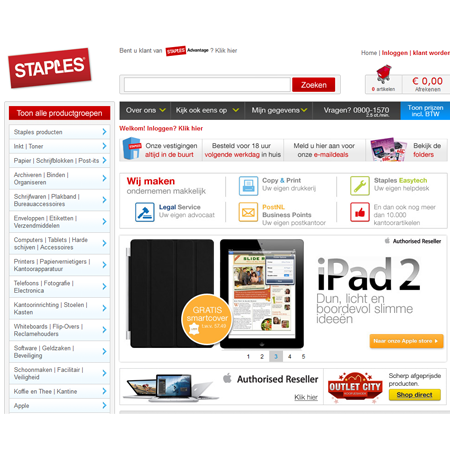 STAPLES
Bent u klant van STAPLES Advantage ? Klik hier
Home | Inloggen | klant worden
Zoeken
0 artikelen
€ 0,00
Afrekenen
Toon alle productgroepen
Over ons
Kijk ook eens op
Mijn gegevens
Vragen? 0900-1570
2.5 ct./min.
Toon prijzen
incl. BTW
Welkom! Inloggen? Klik hier
Onze vestigingen
altijd in de buurt
Besteld voor 18 uur
volgende werkdag in huis
Meld u hier aan voor
onze e-maildeals
Bekijk de
folders
Staples producten
Inkt | Toner
Papier | Schrijfblokken | Post-its
Archiveren | Binden |
Organiseren
Schrijfwaren | Plakband |
Bureauaccessoires
Enveloppen | Etiketten |
Verzendmiddelen
Computers | Tablets | Harde
schijven | Accessoires
Printers | Papiervernietigers |
Kantoorapparatuur
Telefoons | Fotografie |
Electronica
Kantoorinrichting | Stoelen |
Kasten
Whiteboards | Flip-Overs |
Reclamehouders
Software | Geldzaken |
Beveiliging
Schoonmaken | Facilitair |
Veiligheid
Koffie en Thee | Kantine
Apple
Wij maken
ondernemen makkelijk
Copy & Print
Uw eigen drukkerij
Staples Easytech
Uw eigen helpdesk
Legal Service
Uw eigen advocaat
PostNL
Business Points
Uw eigen postkantoor
En dan ook nog
meer dan 10.000
kantoorartikelen
Authorised Reseller
iPad 2
Dun, licht en
boordevol slimme
ideeën
GRATIS
smartcover
Naar onze Apple store
1 2 3 4 5
Authorised Reseller
Klik hier
OUTLET CITY
Scherp afgeprijsde
producten.
Shop direct